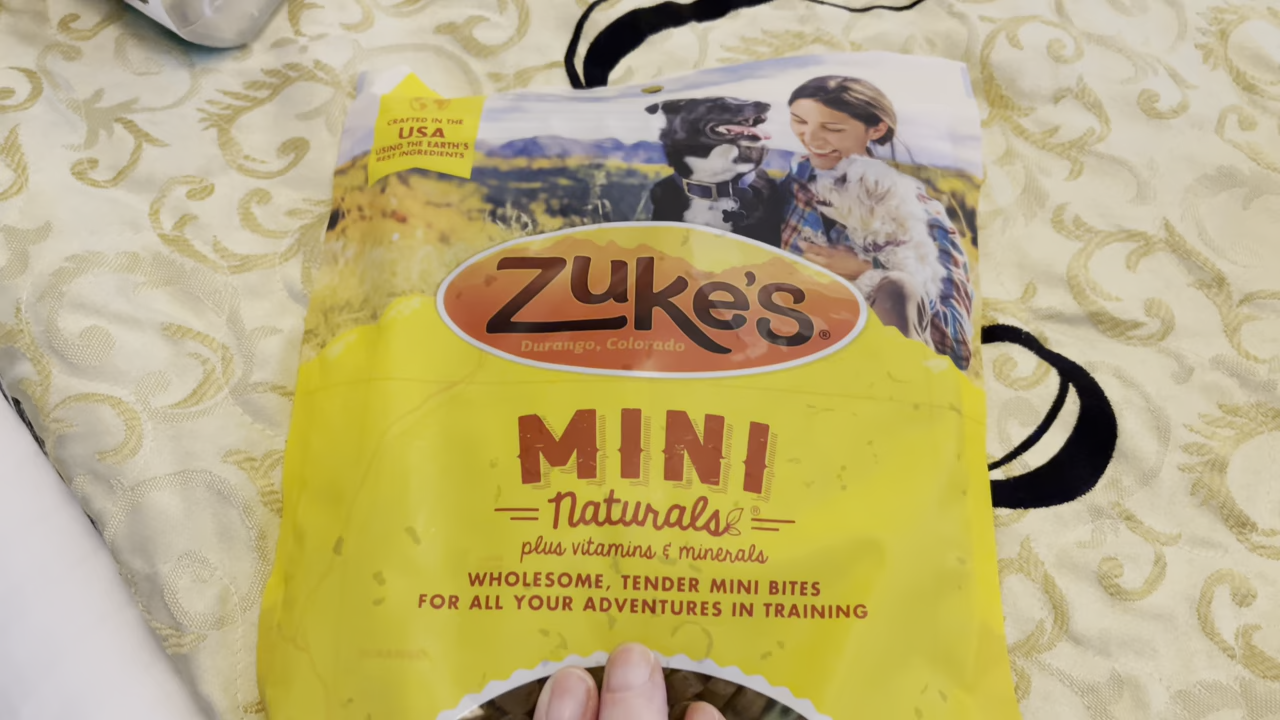 CRAFTED IN THE
USA
USING THE EARTH'S
BEST INGREDIENTS
Zuke's®
Durango, Colorado
MINI
Naturals®
plus vitamins & minerals
WHOLESOME, TENDER MINI BITES
FOR ALL YOUR ADVENTURES IN TRAINING